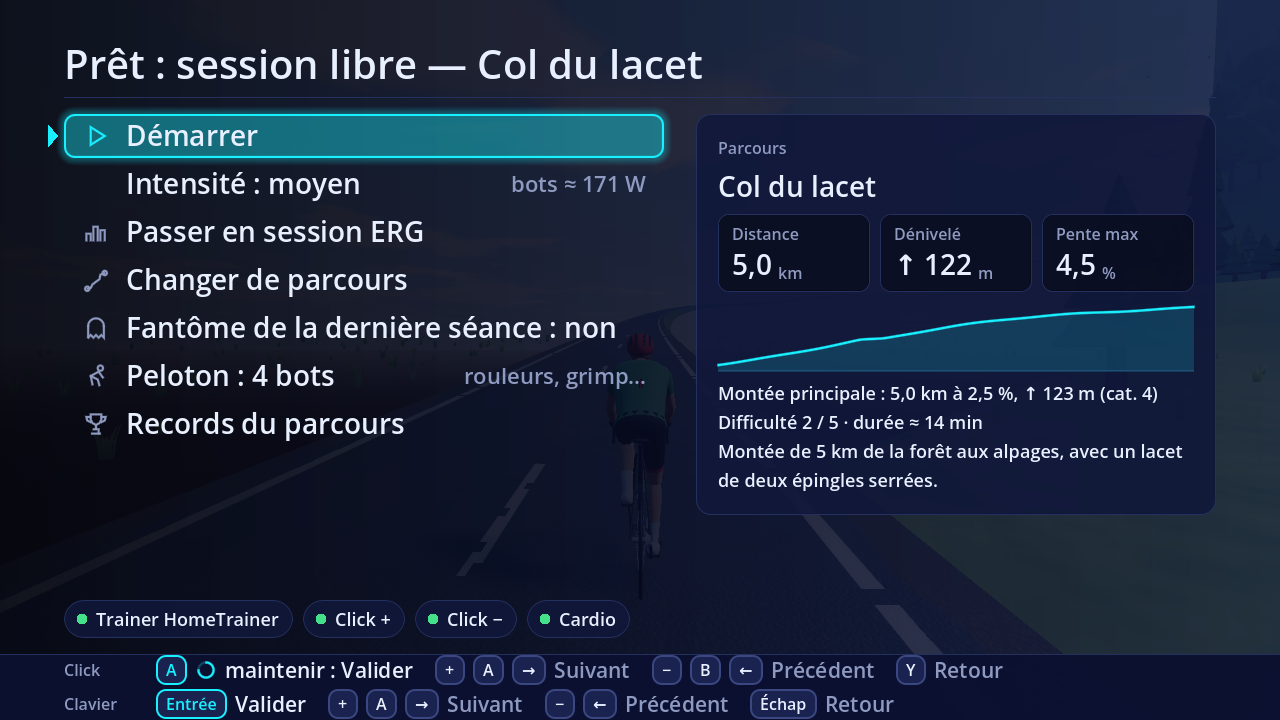 Prêt : session libre — Col du lacet
Démarrer
Intensité : moyen bots ≈ 171 W
Passer en session ERG
Changer de parcours
Fantôme de la dernière séance : non
Peloton : 4 bots rouleurs, grimp...
Records du parcours
Parcours
Col du lacet
Distance Dénivelé Pente max
5,0 km ↑ 122 m 4,5 %
Montée principale : 5,0 km à 2,5 %, ↑ 123 m (cat. 4)
Difficulté 2 / 5 · durée ≈ 14 min
Montée de 5 km de la forêt aux alpages, avec un lacet
de deux épingles serrées.
Trainer HomeTrainer Click + Click − Cardio
Click A maintenir : Valider + A → Suivant − B ← Précédent Y Retour
Clavier Entrée Valider + A → Suivant − ← Précédent Échap Retour